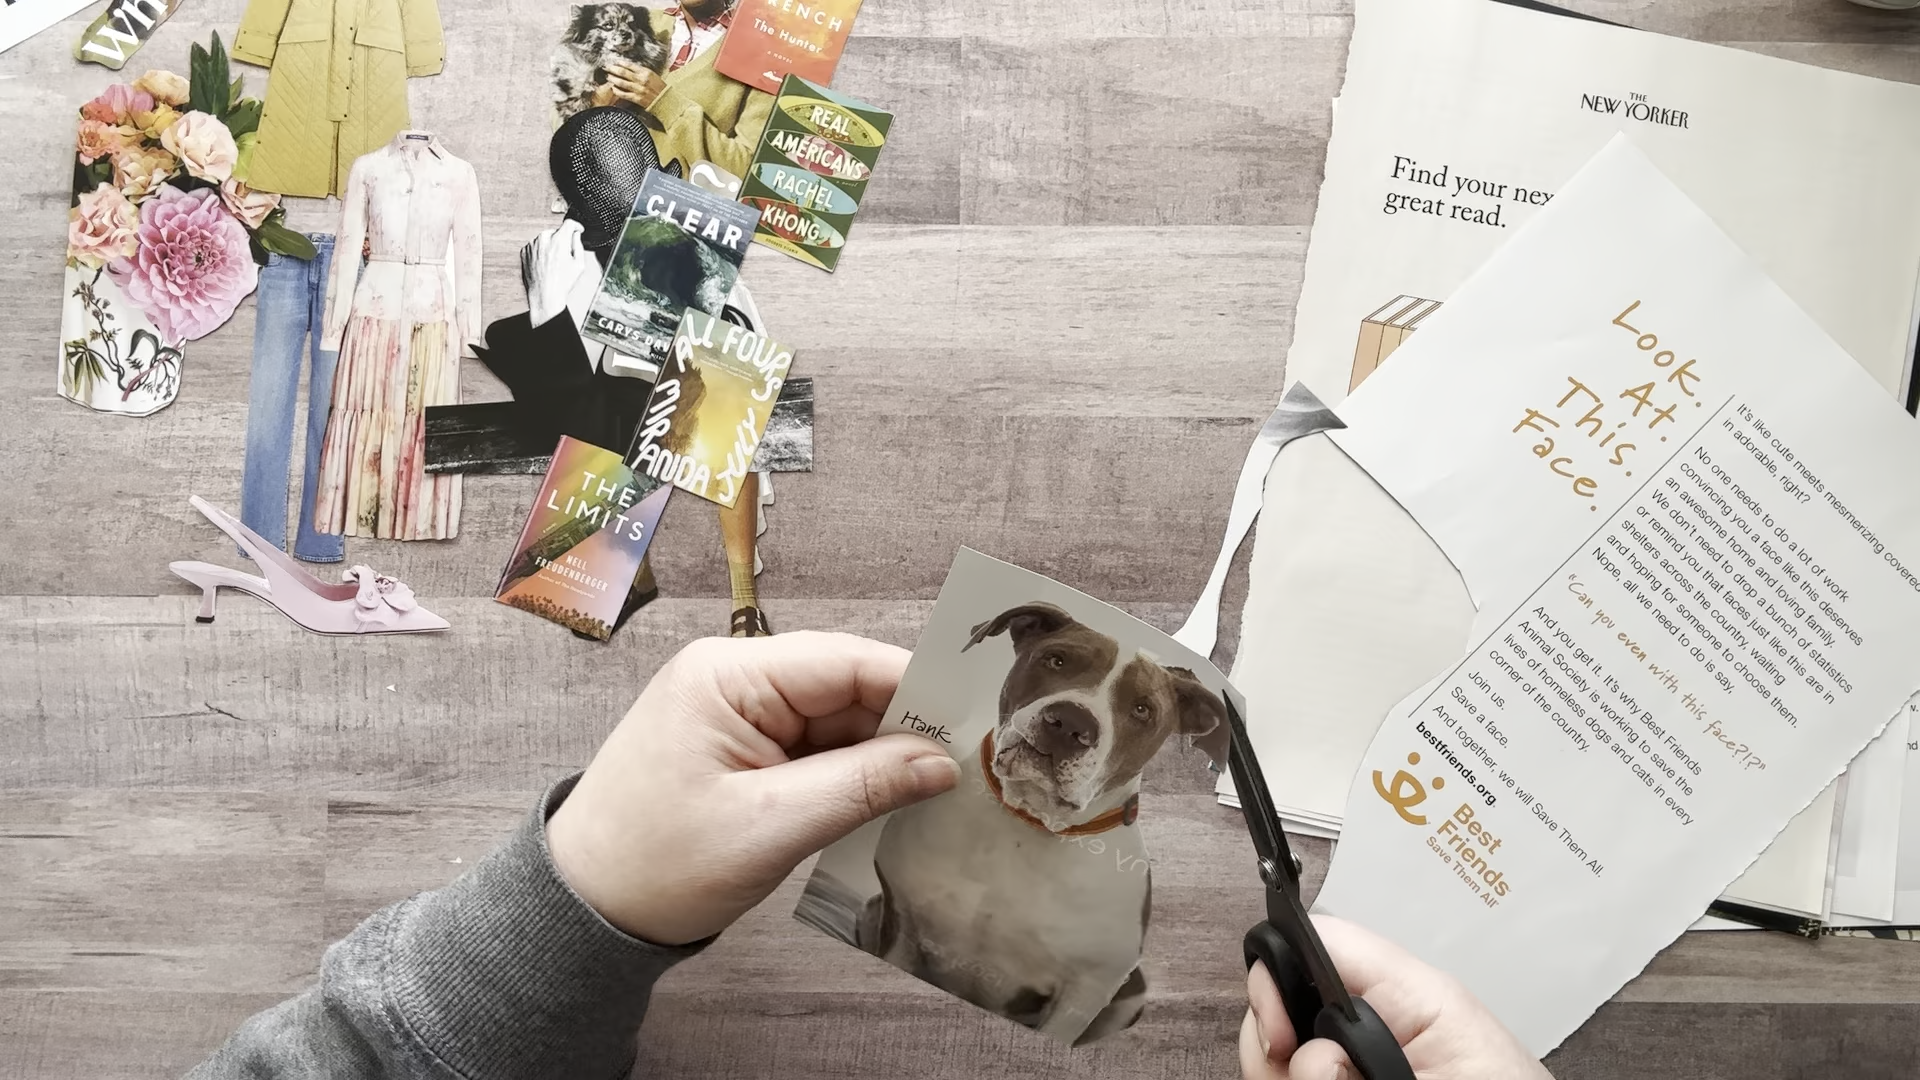 Wh
RENCH
The Hunter
A NOVEL
REAL
AMERICANS
a novel
RACHEL
KHONG
CLEAR
CARYS DAV
ALL FOURS
MIRANDA JULY
THE
LIMITS
NELL
FREUDENBERGER
THE
NEW YORKER
Find your nex
great read.
Hank
Look.
At.
This.
Face.
It's like cute meets mesmerizing covered
in adorable, right?
No one needs to do a lot of work
convincing you a face like this deserves
an awesome home and loving family.
We don't need to drop a bunch of statistics
or remind you that faces just like this are in
shelters across the country, waiting
and hoping for someone to choose them.
Nope, all we need to do is say,
"Can you even with this face?!?"
And you get it. It's why Best Friends
Animal Society is working to save the
lives of homeless dogs and cats in every
corner of the country.
Join us.
Save a face.
And together, we will Save Them All.
bestfriends.org
Best
Friends
Save Them All